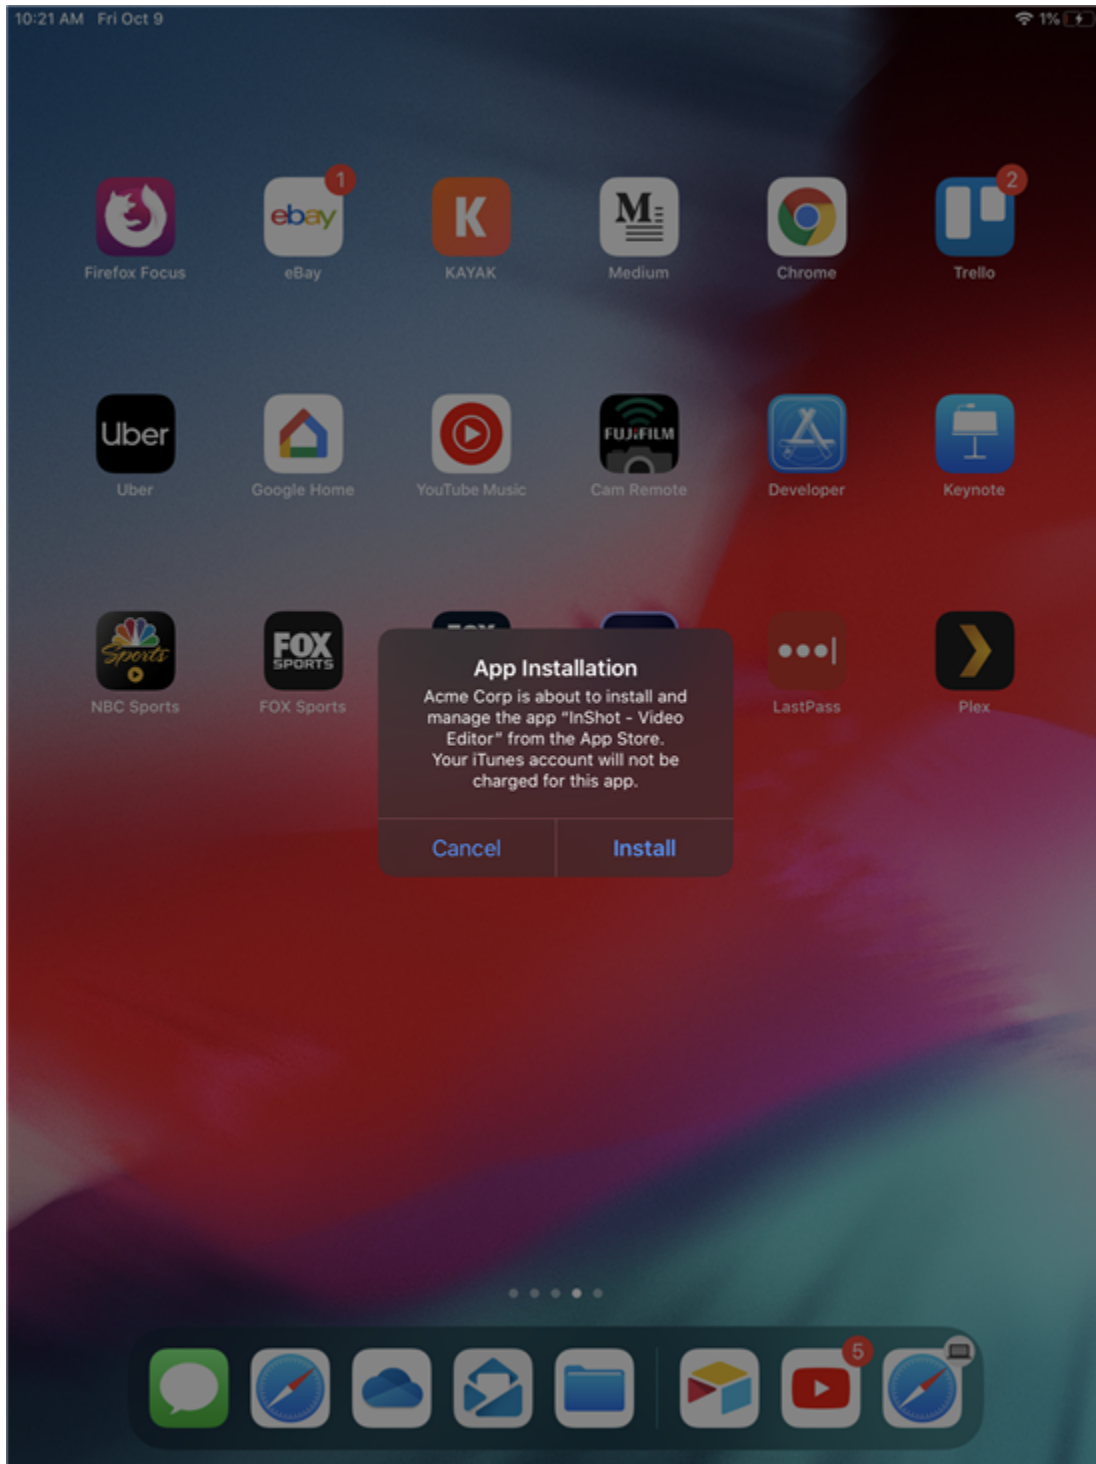 10:21 AM Fri Oct 9 1%
1 2
ebay K M
Firefox Focus eBay KAYAK Medium Chrome Trello
Uber FUJIFILM
Uber Google Home YouTube Music Cam Remote Developer Keynote
Sports FOX SPORTS FOX
NBC Sports FOX Sports LastPass Plex
App Installation
Acme Corp is about to install and
manage the app “InShot - Video
Editor” from the App Store.
Your iTunes account will not be
charged for this app.
Cancel Install
5